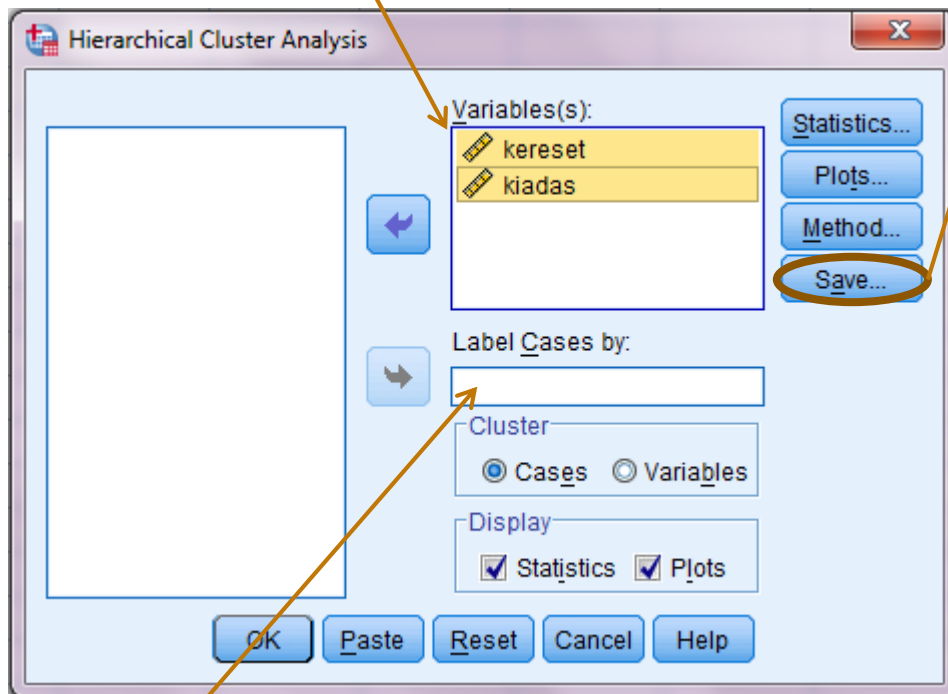 Hierarchical Cluster Analysis
Variables(s):
kereset
kiadas
Statistics...
Plots...
Method...
Save...
Label Cases by:
Cluster
Cases Variables
Display
Statistics Plots
OK Paste Reset Cancel Help